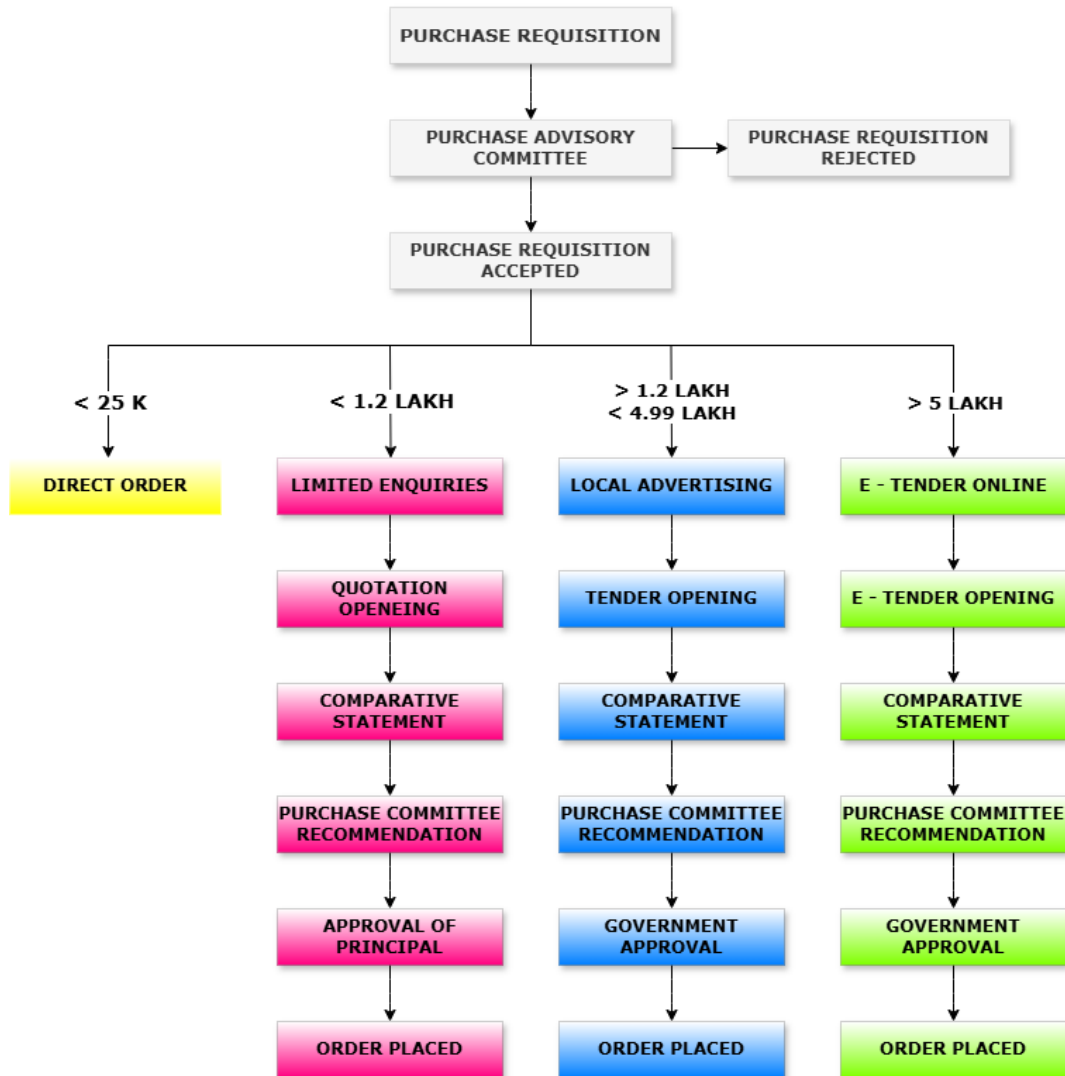 PURCHASE REQUISITION
PURCHASE ADVISORY
COMMITTEE
PURCHASE REQUISITION
REJECTED
PURCHASE REQUISITION
ACCEPTED
< 25 K
< 1.2 LAKH
> 1.2 LAKH
< 4.99 LAKH
> 5 LAKH
DIRECT ORDER
LIMITED ENQUIRIES
LOCAL ADVERTISING
E - TENDER ONLINE
QUOTATION
OPENEING
TENDER OPENING
E - TENDER OPENING
COMPARATIVE
STATEMENT
COMPARATIVE
STATEMENT
COMPARATIVE
STATEMENT
PURCHASE COMMITTEE
RECOMMENDATION
PURCHASE COMMITTEE
RECOMMENDATION
PURCHASE COMMITTEE
RECOMMENDATION
APPROVAL OF
PRINCIPAL
GOVERNMENT
APPROVAL
GOVERNMENT
APPROVAL
ORDER PLACED
ORDER PLACED
ORDER PLACED